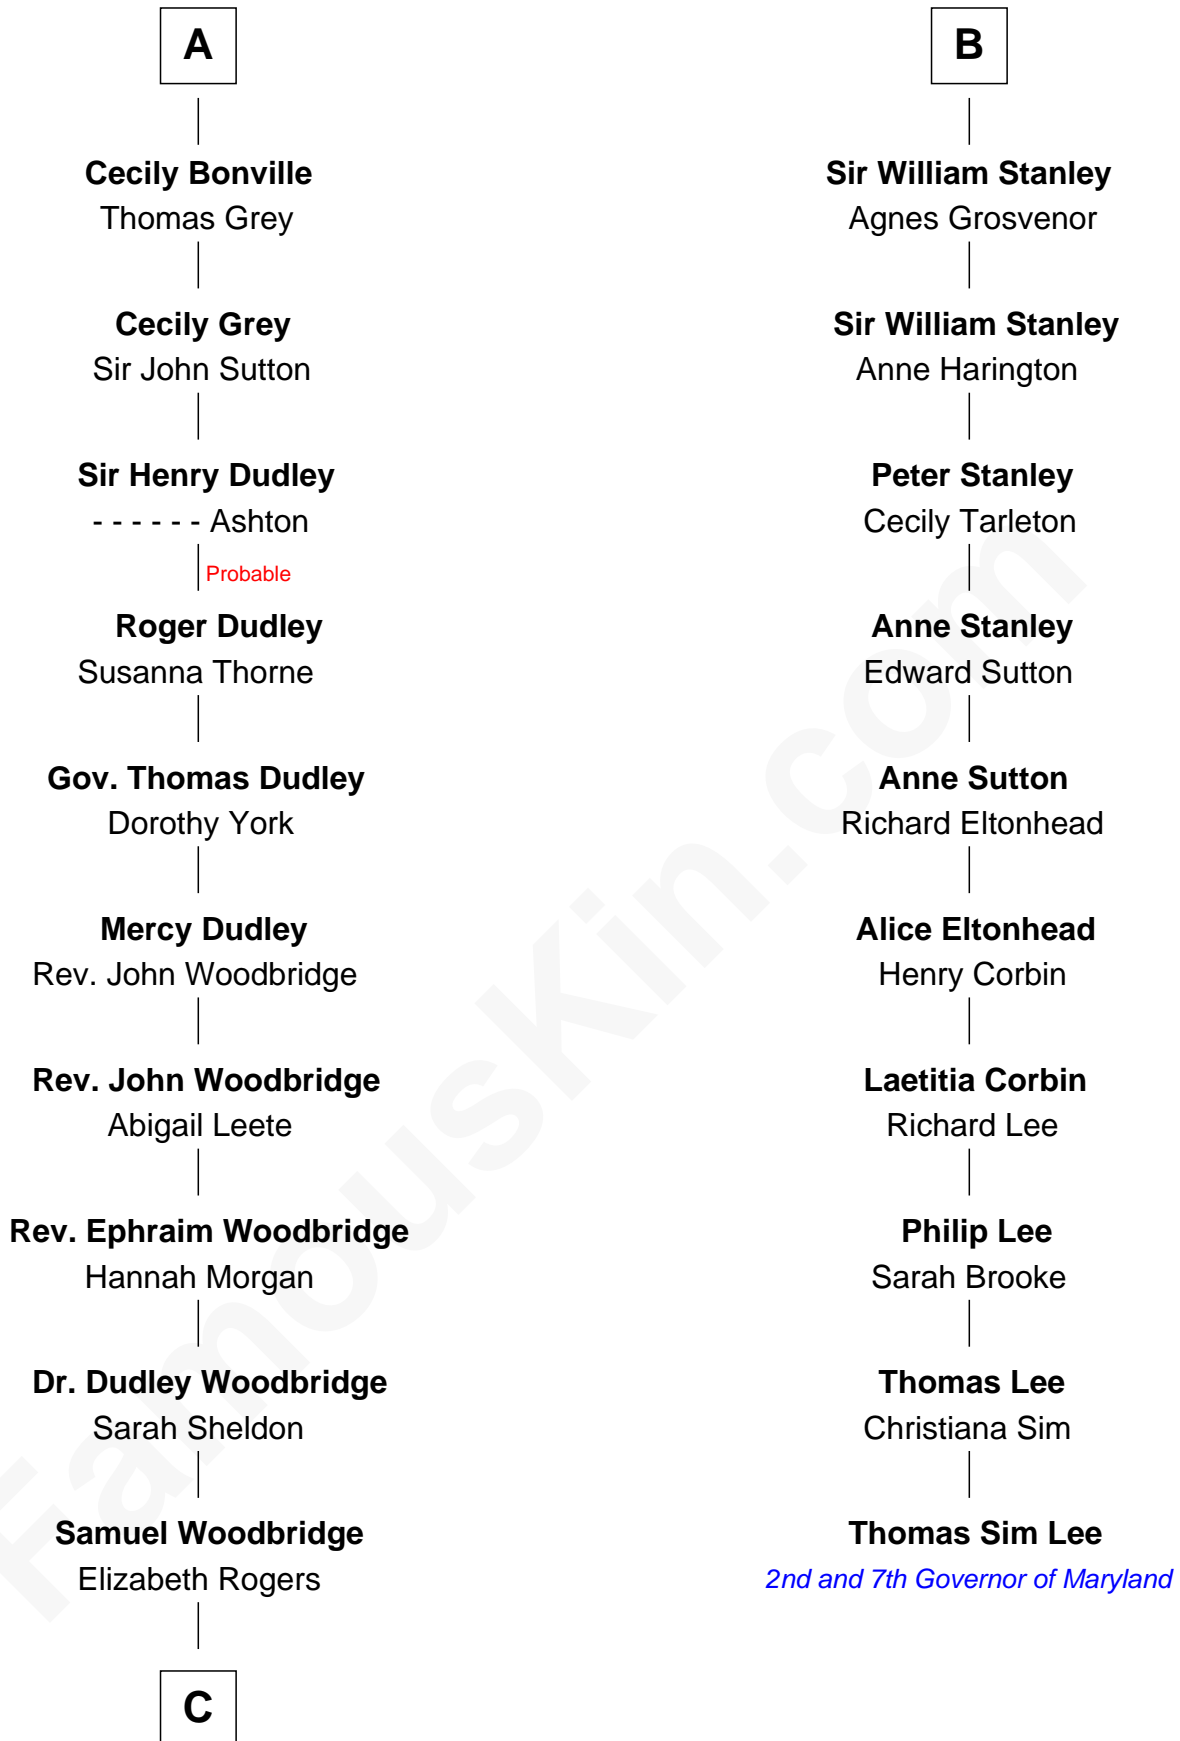 A
Cecily Bonville
Thomas Grey
Cecily Grey
Sir John Sutton
Sir Henry Dudley
- - - - - - Ashton
Probable
Roger Dudley
Susanna Thorne
Gov. Thomas Dudley
Dorothy York
Mercy Dudley
Rev. John Woodbridge
Rev. John Woodbridge
Abigail Leete
Rev. Ephraim Woodbridge
Hannah Morgan
Dr. Dudley Woodbridge
Sarah Sheldon
Samuel Woodbridge
Elizabeth Rogers
C
B
Sir William Stanley
Agnes Grosvenor
Sir William Stanley
Anne Harington
Peter Stanley
Cecily Tarleton
Anne Stanley
Edward Sutton
Anne Sutton
Richard Eltonhead
Alice Eltonhead
Henry Corbin
Laetitia Corbin
Richard Lee
Philip Lee
Sarah Brooke
Thomas Lee
Christiana Sim
Thomas Sim Lee
2nd and 7th Governor of Maryland
FamousKin.com